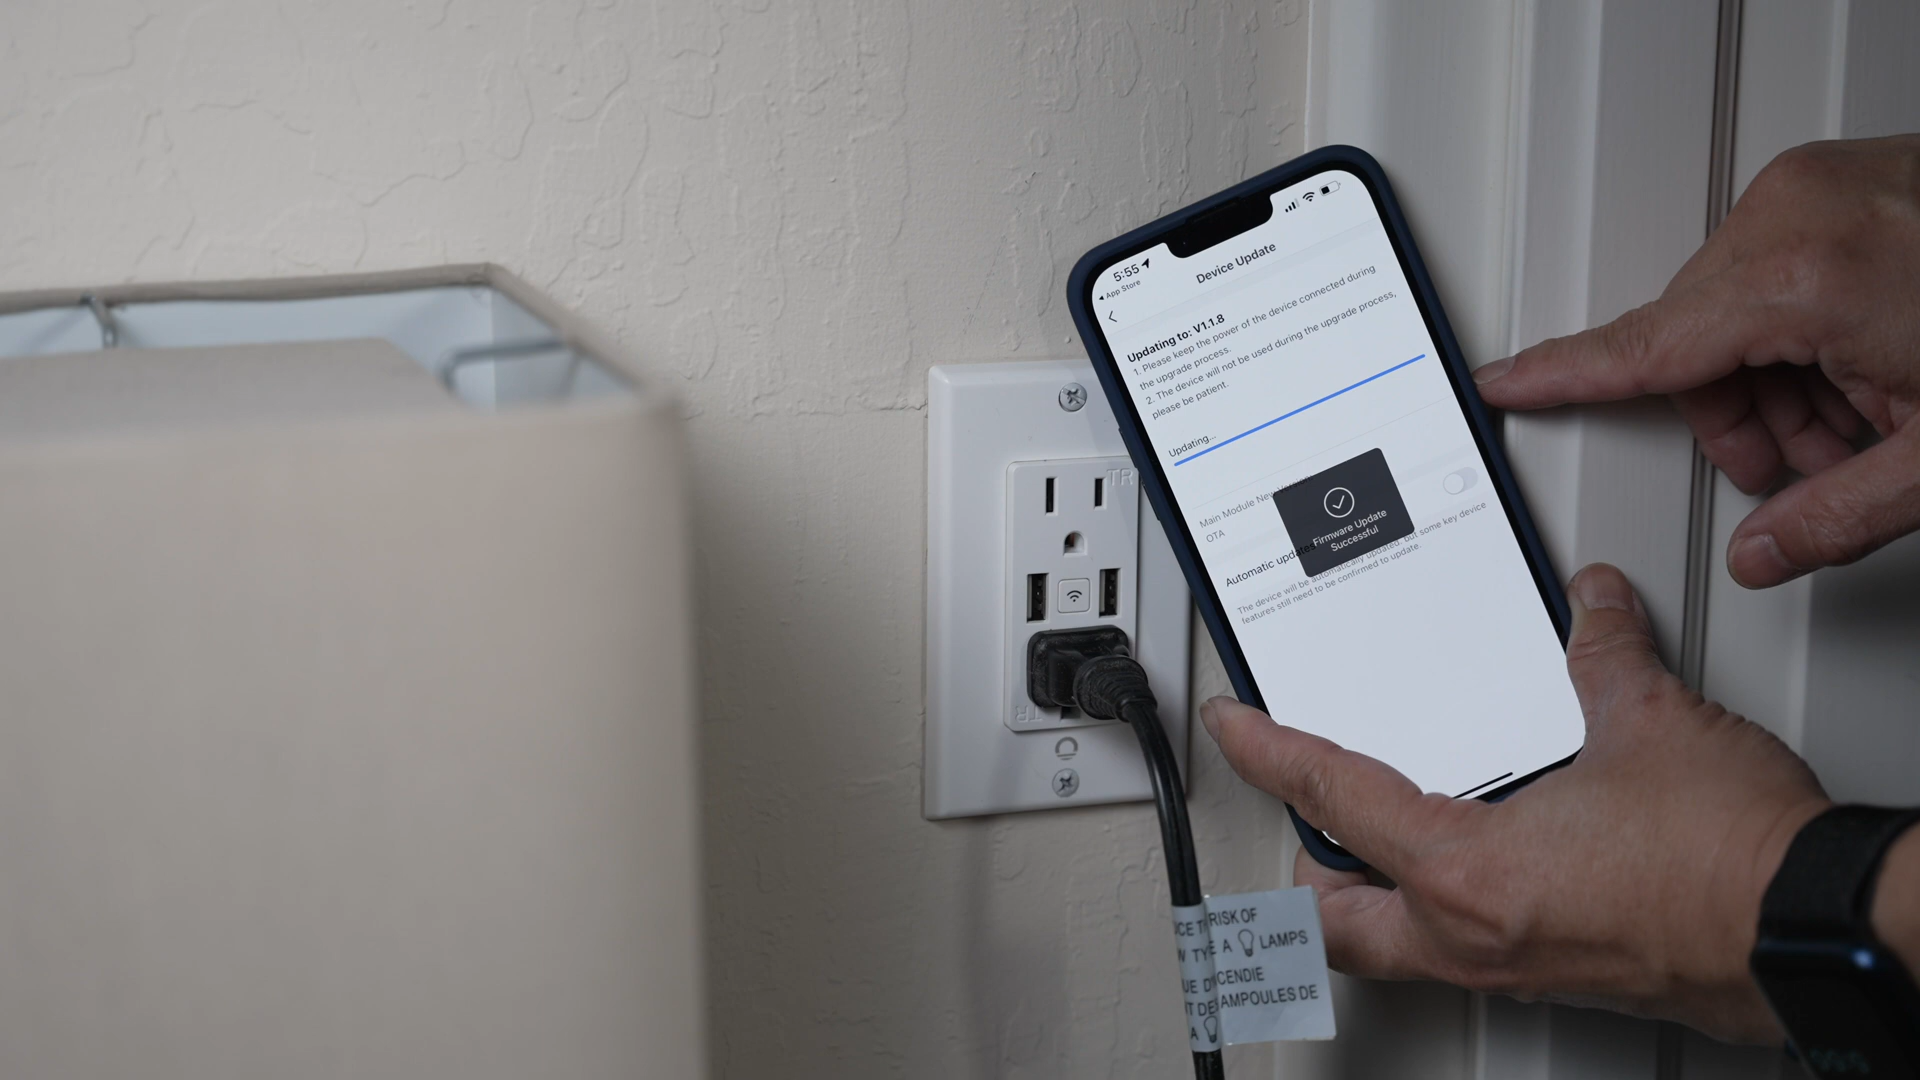 5:55
App Store
Device Update
Updating to: V1.1.8
1. Please keep the power of the device connected during
the upgrade process.
2. The device will not be used during the upgrade process,
please be patient.
Updating...
Main Module New Version
OTA
Firmware Update
Successful
Automatic updates
The device will be automatically updated, but some key device
features still need to be confirmed to update.
TR
TR
RISK OF
TYPE A LAMPS
INCENDIE
DES AMPOULES DE
A